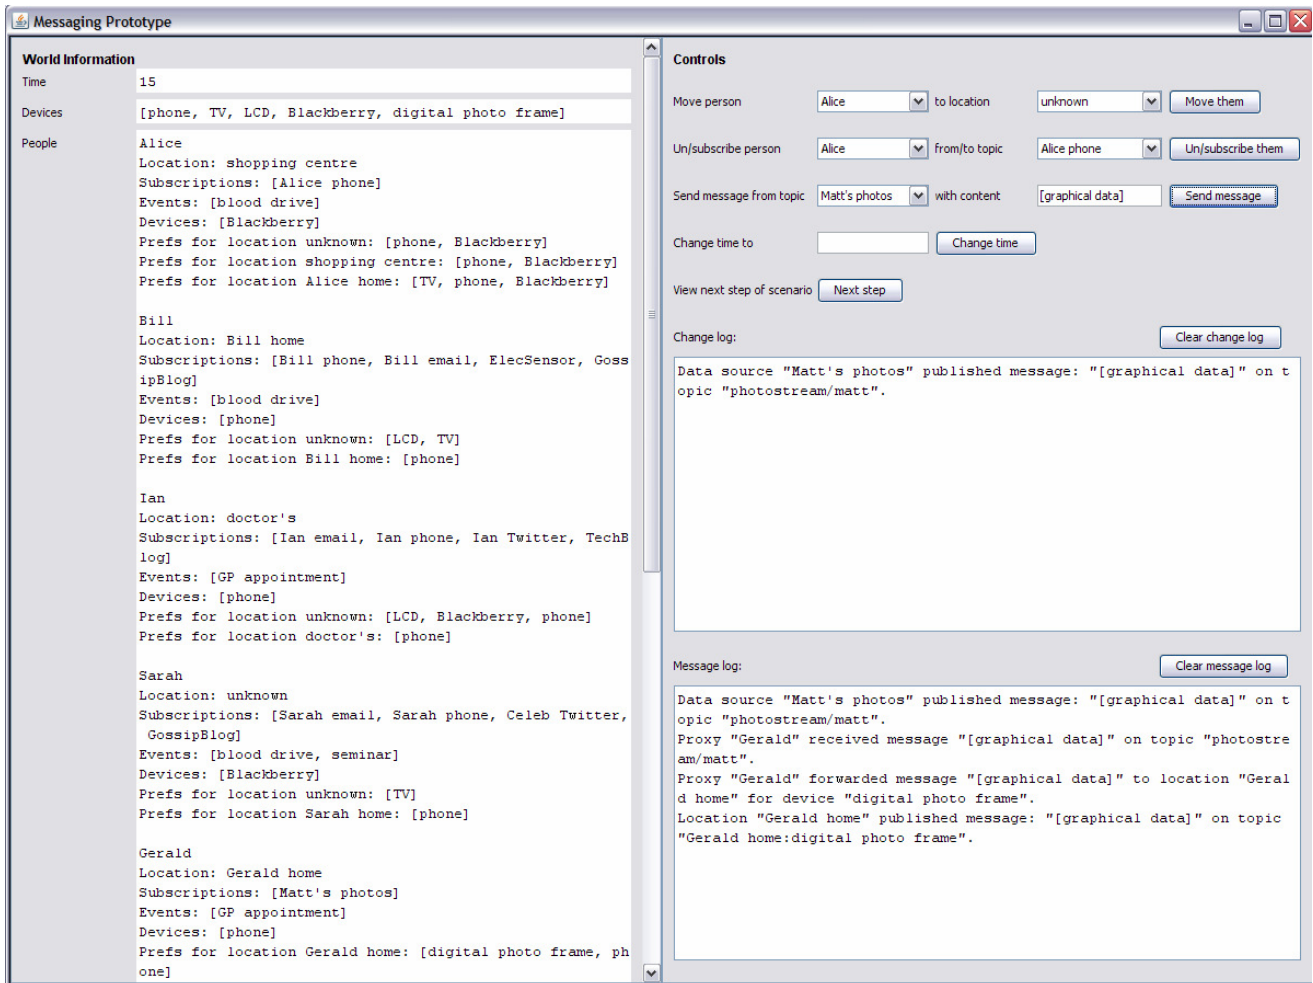 Messaging Prototype
World Information
Time 15
Devices [phone, TV, LCD, Blackberry, digital photo frame]
People Alice
Location: shopping centre
Subscriptions: [Alice phone]
Events: [blood drive]
Devices: [Blackberry]
Prefs for location unknown: [phone, Blackberry]
Prefs for location shopping centre: [phone, Blackberry]
Prefs for location Alice home: [TV, phone, Blackberry]
Bill
Location: Bill home
Subscriptions: [Bill phone, Bill email, ElecSensor, Goss
ipBlog]
Events: [blood drive]
Devices: [phone]
Prefs for location unknown: [LCD, TV]
Prefs for location Bill home: [phone]
Ian
Location: doctor's
Subscriptions: [Ian email, Ian phone, Ian Twitter, TechB
log]
Events: [GP appointment]
Devices: [phone]
Prefs for location unknown: [LCD, Blackberry, phone]
Prefs for location doctor's: [phone]
Sarah
Location: unknown
Subscriptions: [Sarah email, Sarah phone, Celeb Twitter,
GossipBlog]
Events: [blood drive, seminar]
Devices: [Blackberry]
Prefs for location unknown: [TV]
Prefs for location Sarah home: [phone]
Gerald
Location: Gerald home
Subscriptions: [Matt's photos]
Events: [GP appointment]
Devices: [phone]
Prefs for location Gerald home: [digital photo frame, ph
one]
Controls
Move person Alice to location unknown Move them
Un/subscribe person Alice from/to topic Alice phone Un/subscribe them
Send message from topic Matt's photos with content [graphical data] Send message
Change time to Change time
View next step of scenario Next step
Change log: Clear change log
Data source "Matt's photos" published message: "[graphical data]" on t
opic "photostream/matt".
Message log: Clear message log
Data source "Matt's photos" published message: "[graphical data]" on t
opic "photostream/matt".
Proxy "Gerald" received message "[graphical data]" on topic "photostre
am/matt".
Proxy "Gerald" forwarded message "[graphical data]" to location "Geral
d home" for device "digital photo frame".
Location "Gerald home" published message: "[graphical data]" on topic
"Gerald home:digital photo frame".